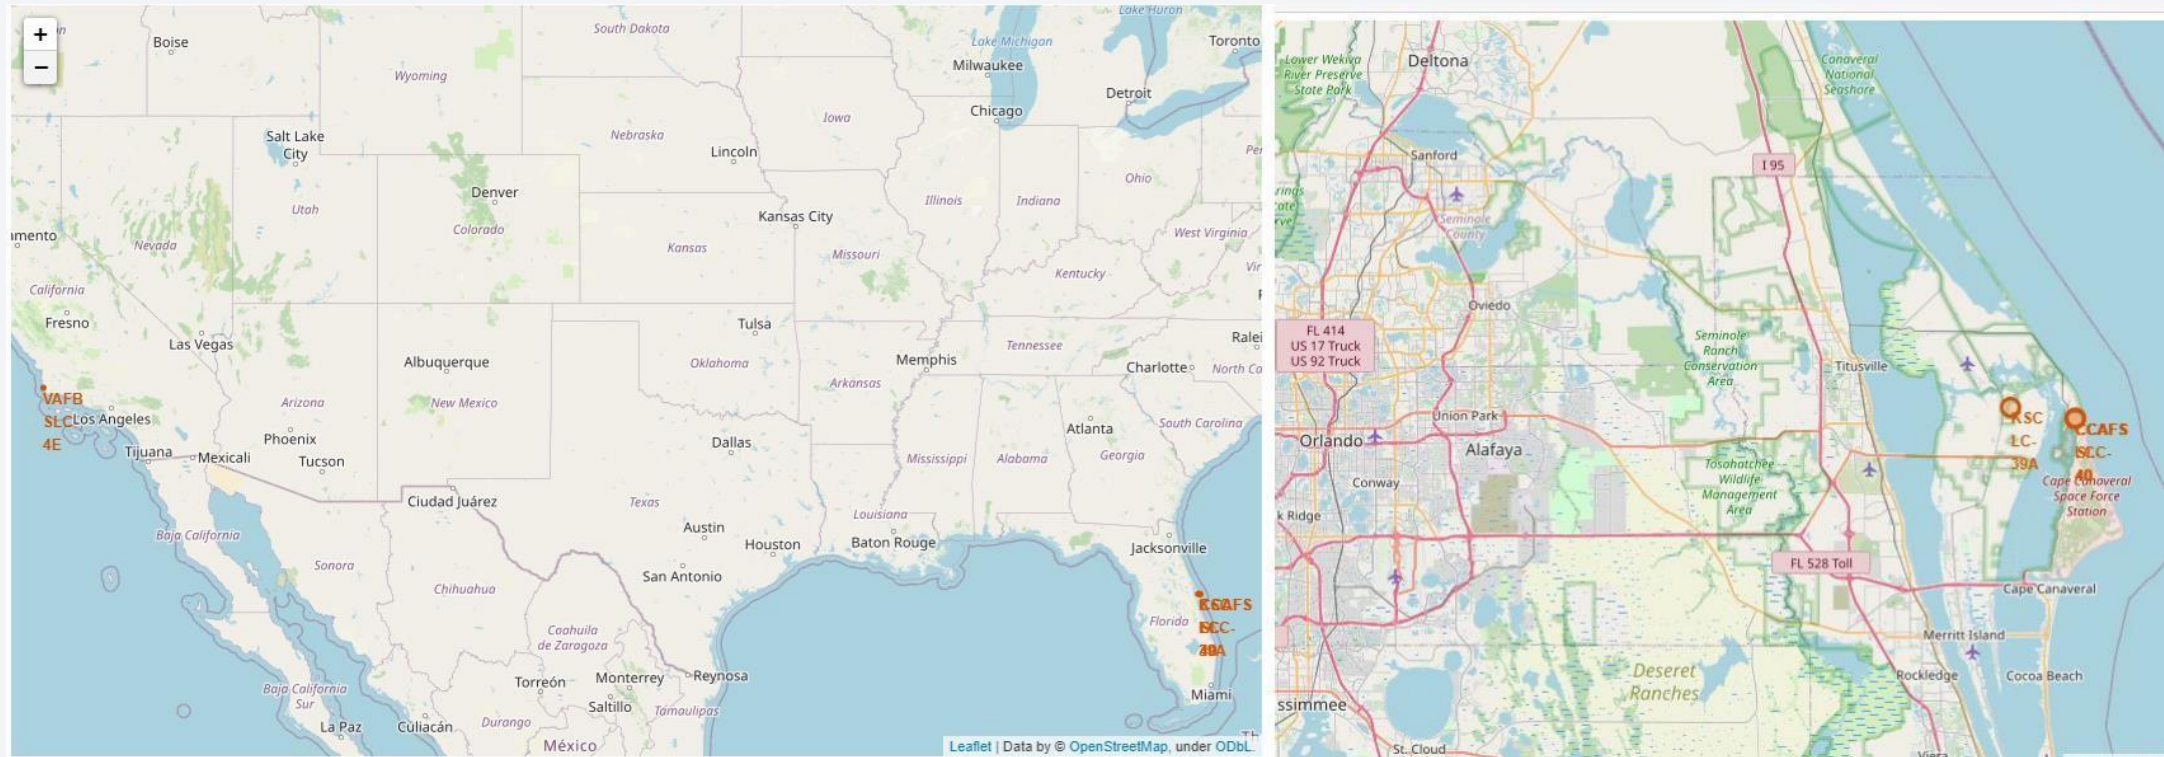 +
−
Boise
South Dakota
Lake Huron
Lake Michigan
Toronto
Milwaukee
Wyoming
Detroit
Chicago
Iowa
Salt Lake
City
Nebraska
Lincoln
Ohio
Denver
Utah
Illinois
Indiana
Kansas City
Colorado
West Virginia
amento
Nevada
Kansas
Missouri
Kentucky
California
Fresno
Las Vegas
Tulsa
Albuquerque
Oklahoma
Memphis
Tennessee
Charlotte
Ralei
North Ca
Arkansas
VAFB
SLC-
4E
Los Angeles
Arizona
New Mexico
Phoenix
Tucson
Tijuana
Mexicali
Dallas
Atlanta
South Carolina
Mississippi
Alabama
Georgia
Ciudad Juárez
Texas
Louisiana
Baja California
Austin
Houston
Baton Rouge
Jacksonville
Sonora
Chihuahua
San Antonio
Florida
Coahuila
de Zaragoza
Torreón
Monterrey
Reynosa
Miami
Baja California
Sur
Saltillo
Tamaulipas
La Paz
Culiacán
Durango
México
Leaflet | Data by © OpenStreetMap, under ODbL.
Lower Wekiva
River Preserve
State Park
Deltona
Canaveral
National
Seashore
I 95
Sanford
Seminole
County
Oviedo
FL 414
US 17 Truck
US 92 Truck
Seminole
Ranch
Conservation
Area
Titusville
Union Park
Orlando
Alafaya
KSC
LC-
39A
CCAFS
SLC-
40
Conway
Tosohatchee
Wildlife
Management
Area
Cape Canaveral
Space Force
Station
k Ridge
FL 528 Toll
Cape Canaveral
Merritt Island
Deseret
Ranches
Rockledge
Cocoa Beach
ssimmee
St. Cloud
Viera